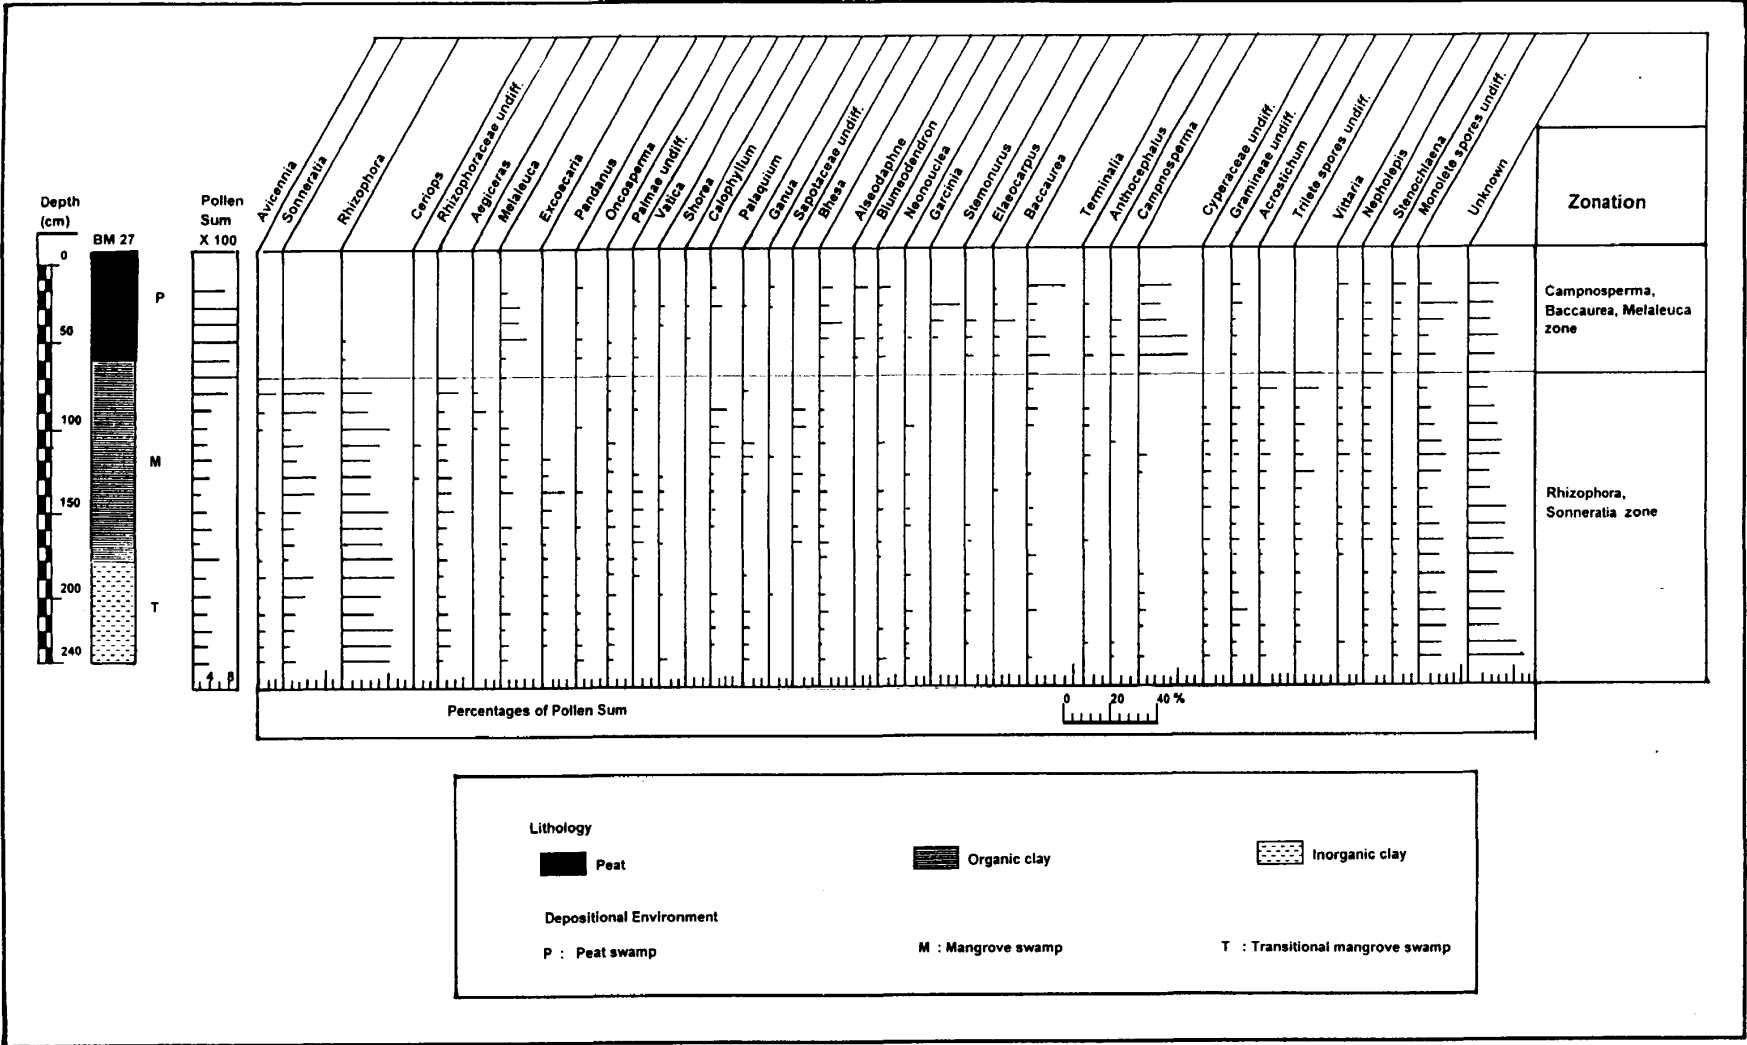 Depth
(cm)
BM 27
Pollen
Sum
X 100
Avicennia
Sonneratia
Rhizophora
Ceriops
Rhizophoraceae undiff.
Aegiceras
Melaleuca
Excoecaria
Pandanus
Oncosperma
Palmae undiff.
Vatica
Shorea
Calophyllum
Palaquium
Ganua
Sapotaceae undiff.
Bhesa
Alseodaphne
Blumeodendron
Neonouclea
Garcinia
Stemonurus
Elaeocarpus
Baccaurea
Terminalia
Anthocephalus
Campnosperma
Cyperaceae undiff.
Gramineae undiff.
Acrostichum
Trilete spores undiff.
Vittaria
Nepholepis
Stenochlaena
Monolete spores undiff.
Unknown
Zonation
0
50
100
150
200
240
P
M
T
4 8
Campnosperma,
Baccaurea, Melaleuca
zone
Rhizophora,
Sonneratia zone
Percentages of Pollen Sum
0 20 40 %
Lithology
Peat
Organic clay
Inorganic clay
Depositional Environment
P : Peat swamp
M : Mangrove swamp
T : Transitional mangrove swamp